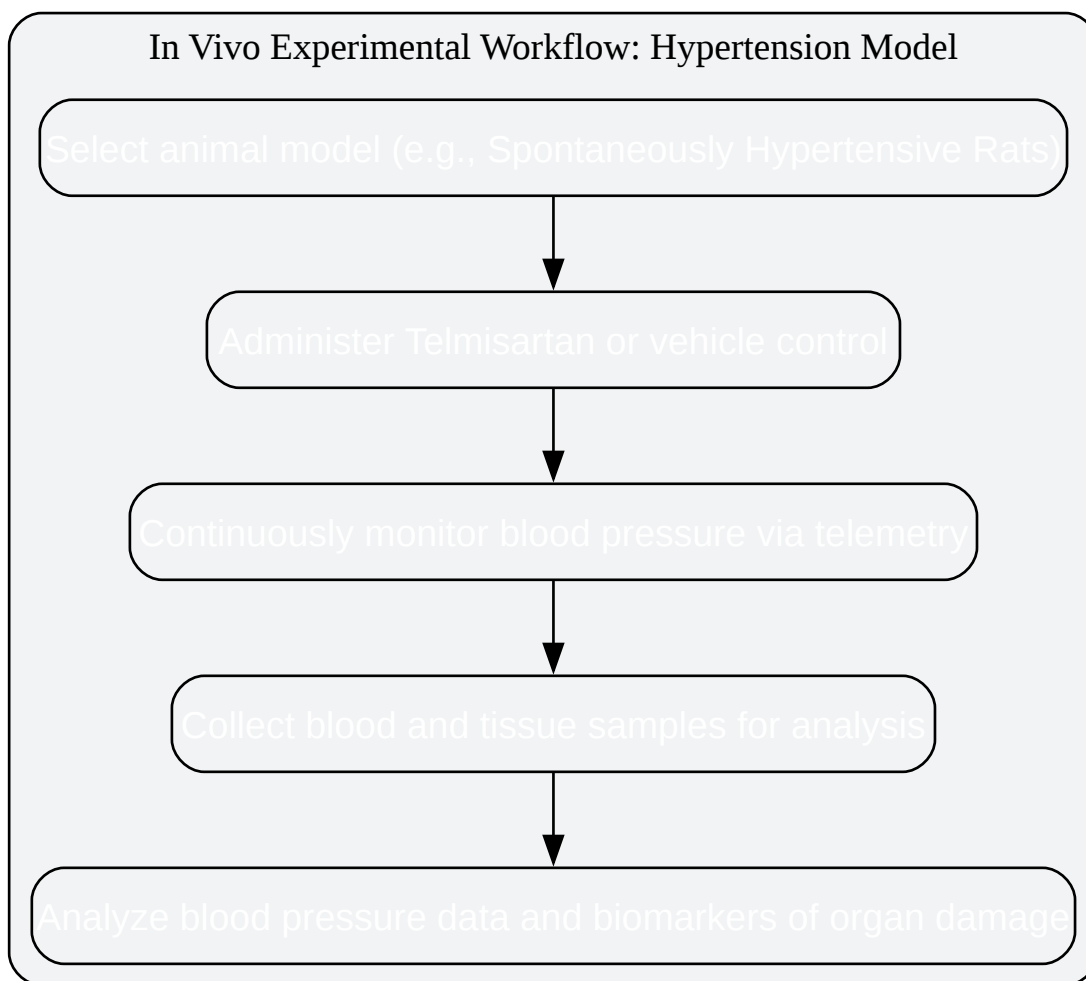 In Vivo Experimental Workflow: Hypertension Model
Select animal model (e.g., Spontaneously Hypertensive Rats)
Administer Telmisartan or vehicle control
Continuously monitor blood pressure via telemetry
Collect blood and tissue samples for analysis
Analyze blood pressure data and biomarkers of organ damage